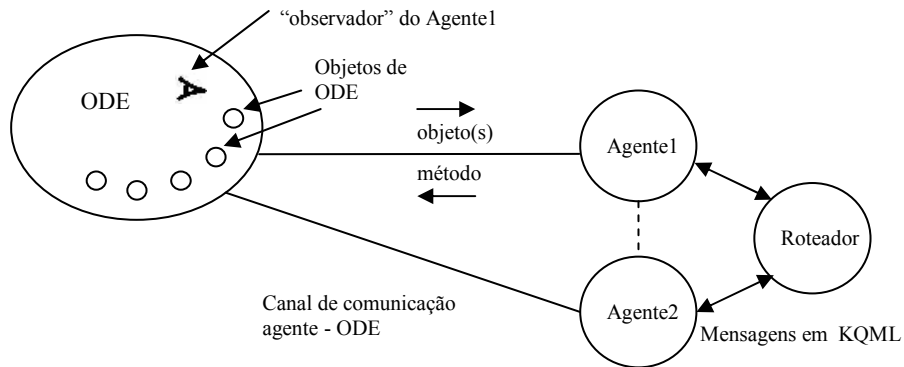 “observador” do Agente1
Objetos de
ODE
ODE
objeto(s)
método
Agente1
Roteador
Canal de comunicação
agente - ODE
Agente2
Mensagens em KQML